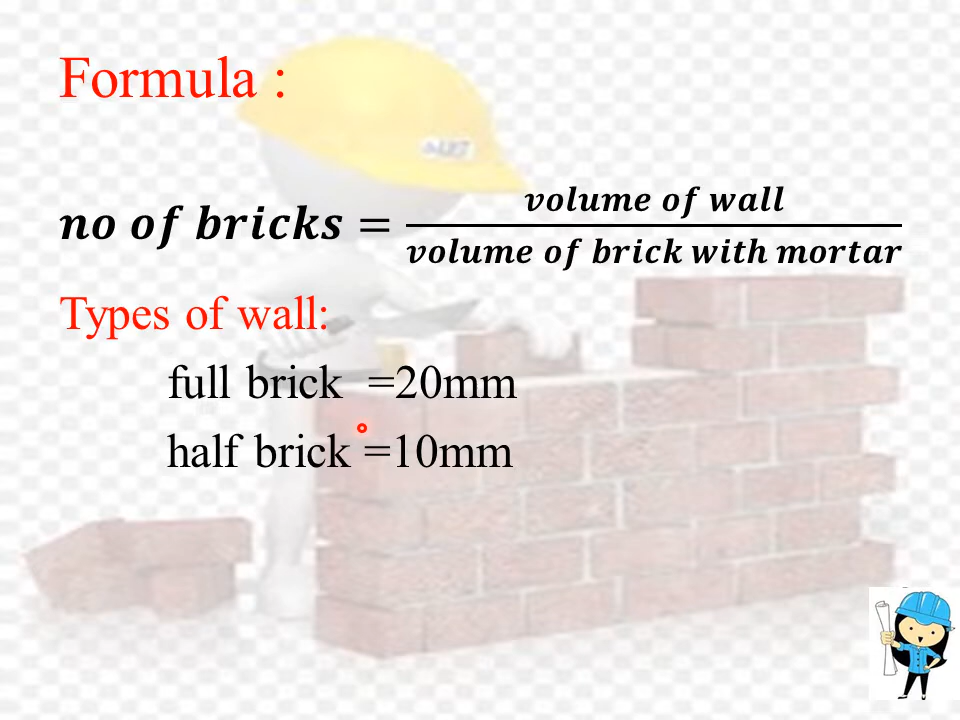 Formula :
no of bricks = volume of wall / volume of brick with mortar
Types of wall:
full brick =20mm
half brick =10mm